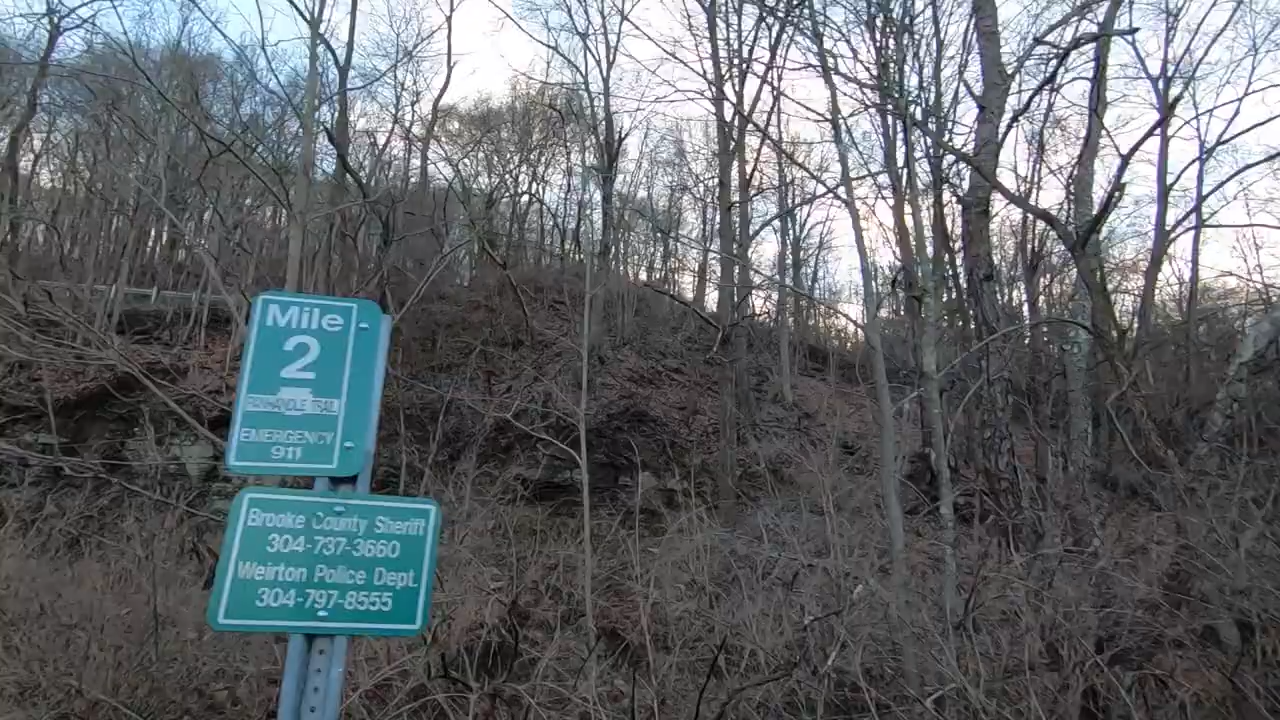 Mile
2
PANHANDLE TRAIL
EMERGENCY
911
Brooke County Sheriff
304-737-3660
Weirton Police Dept.
304-797-8555